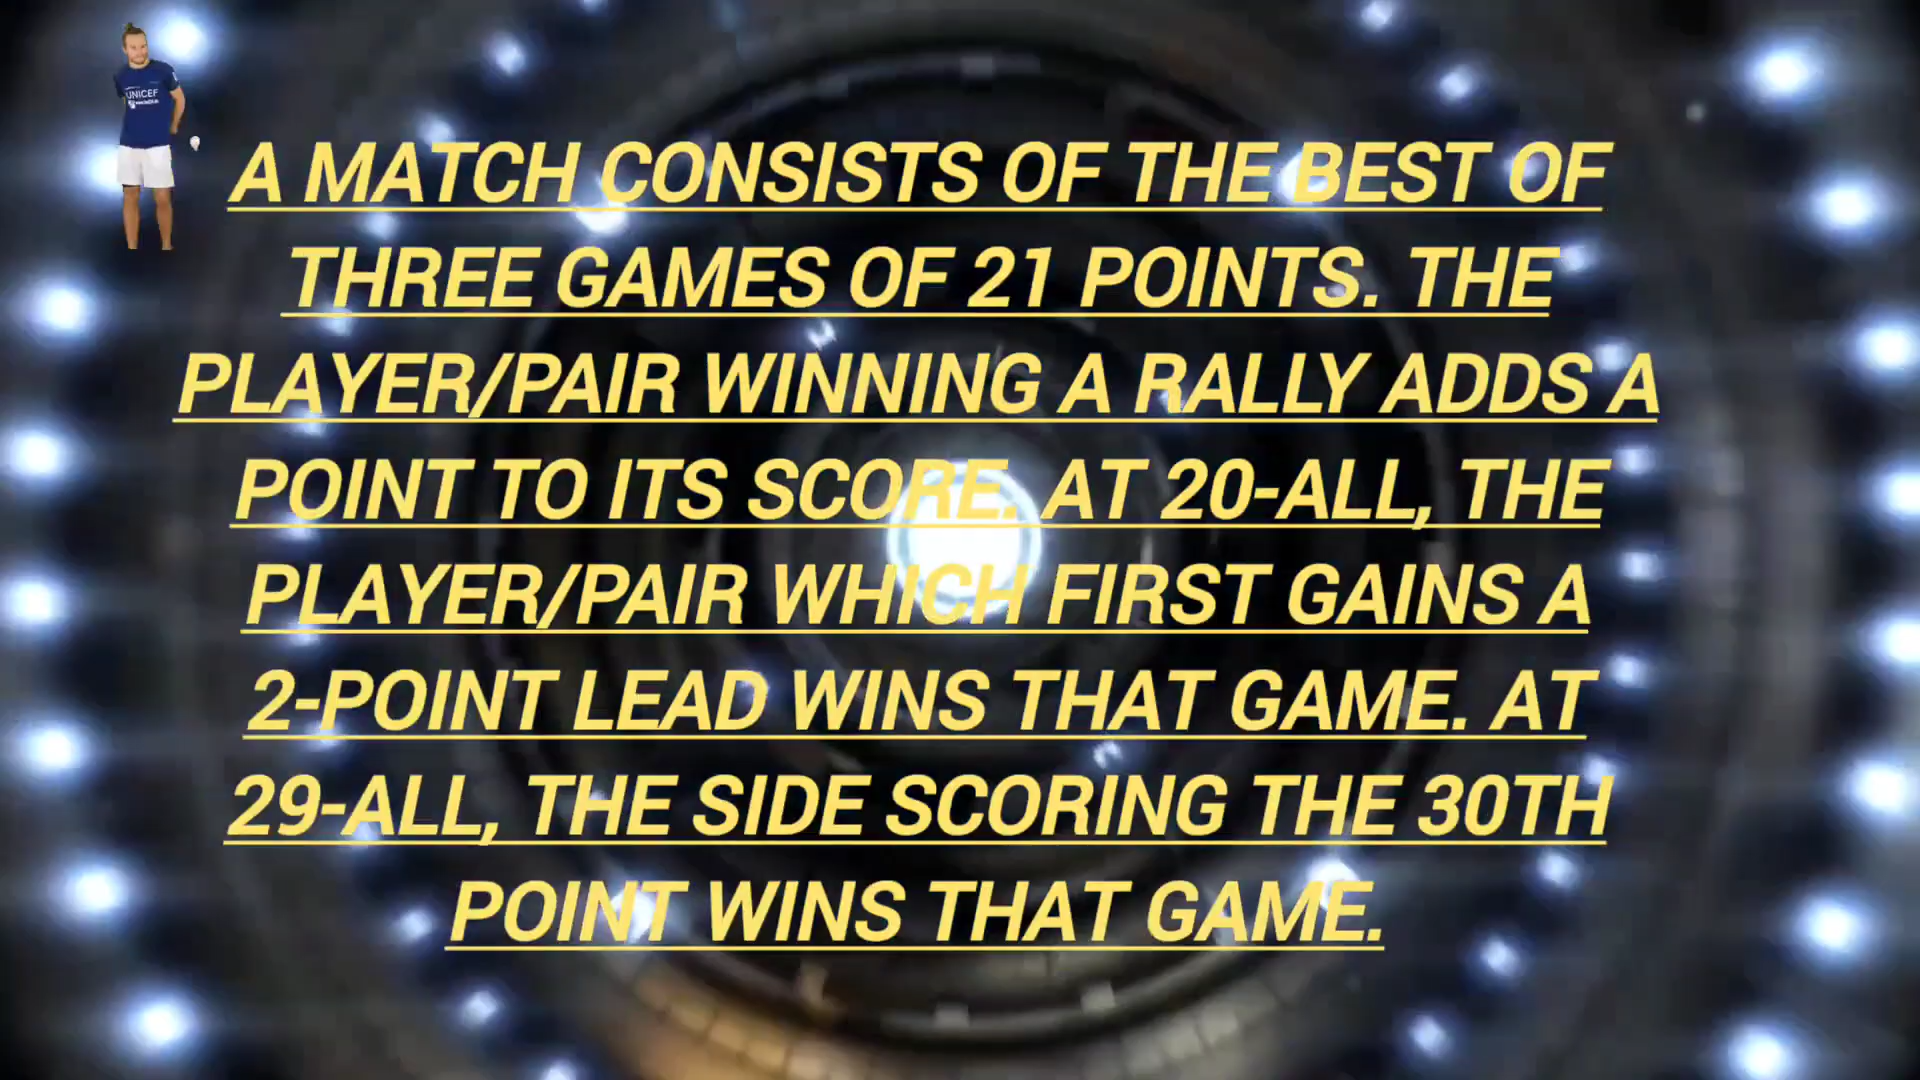 UNICEF
A MATCH CONSISTS OF THE BEST OF
THREE GAMES OF 21 POINTS. THE
PLAYER/PAIR WINNING A RALLY ADDS A
POINT TO ITS SCORE. AT 20-ALL, THE
PLAYER/PAIR WHICH FIRST GAINS A
2-POINT LEAD WINS THAT GAME. AT
29-ALL, THE SIDE SCORING THE 30TH
POINT WINS THAT GAME.